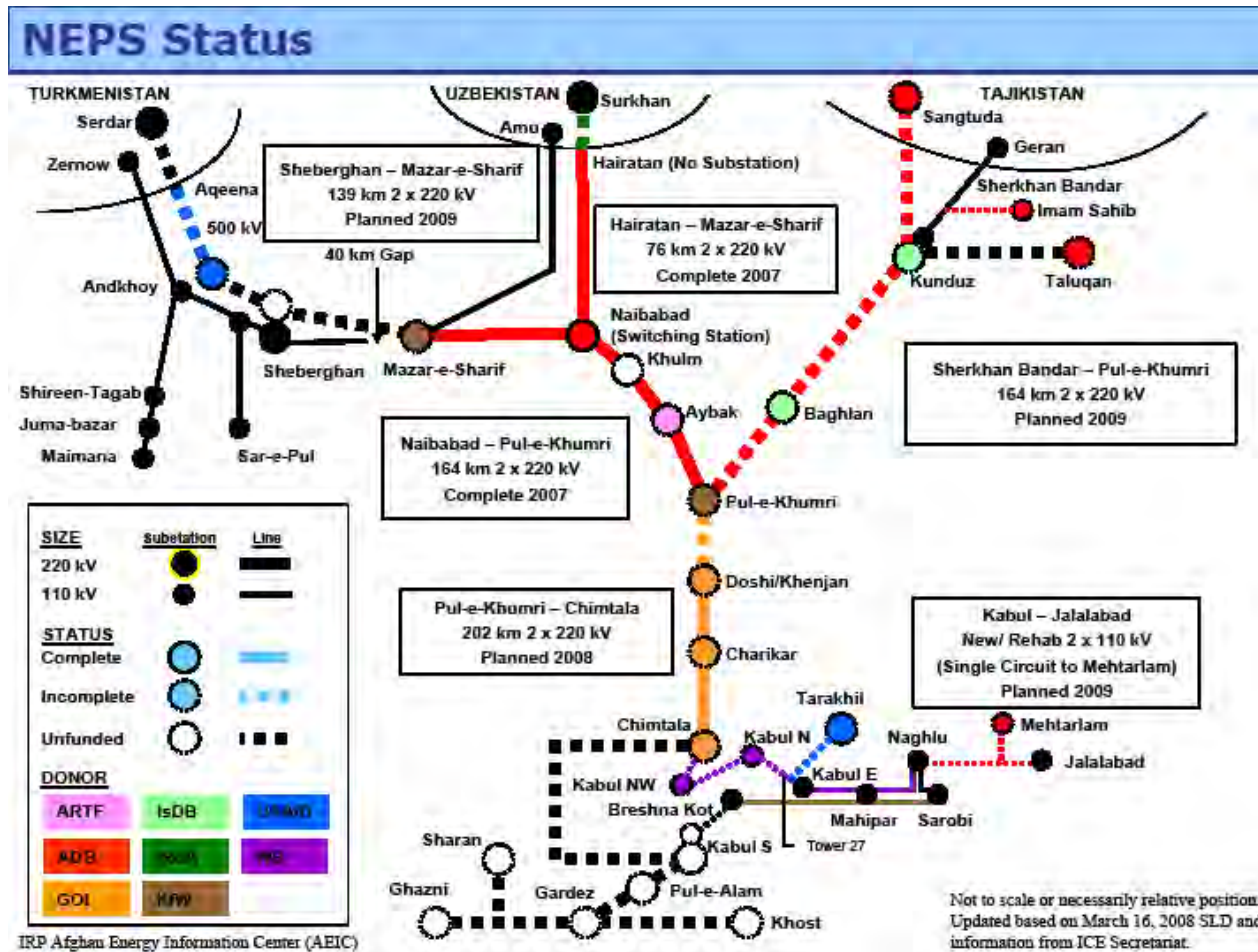 NEPS Status
TURKMENISTAN
UZBEKISTAN
TAJIKISTAN
Serdar
Surkhan
Sangtuda
Amu
Zernow
Hairatan (No Substation)
Geran
Aqeena
Sheberghan – Mazar-e-Sharif
139 km 2 x 220 kV
Planned 2009
Sherkhan Bandar
Imam Sahib
500 kV
40 km Gap
Hairatan – Mazar-e-Sharif
76 km 2 x 220 kV
Complete 2007
Andkhoy
Kunduz
Taluqan
Naibabad
(Switching Station)
Khulm
Sheberghan
Mazar-e-Sharif
Sherkhan Bandar – Pul-e-Khumri
164 km 2 x 220 kV
Planned 2009
Shireen-Tagab
Juma-bazar
Maimana
Sar-e-Pul
Aybak
Baghlan
Naibabad – Pul-e-Khumri
164 km 2 x 220 kV
Complete 2007
Pul-e-Khumri
SIZE
Substation
Line
220 kV
110 kV
STATUS
Complete
Incomplete
Unfunded
DONOR
ARTF
IsDB
USAID
ADB
WB
GOI
KfW
Doshi/Khenjan
Pul-e-Khumri – Chimtala
202 km 2 x 220 kV
Planned 2008
Charikar
Kabul – Jalalabad
New/ Rehab 2 x 110 kV
(Single Circuit to Mehtarlam)
Planned 2009
Chimtala
Tarakhil
Mehtarlam
Kabul N
Naghlu
Jalalabad
Kabul NW
Kabul E
Breshna Kot
Mahipar
Sarobi
Sharan
Kabul S
Tower 27
Ghazni
Gardez
Pul-e-Alam
Khost
Not to scale or necessarily relative position.
Updated based on March 16, 2008 SLD and
information from ICE Secretariat.
IRP Afghan Energy Information Center (AEIC)